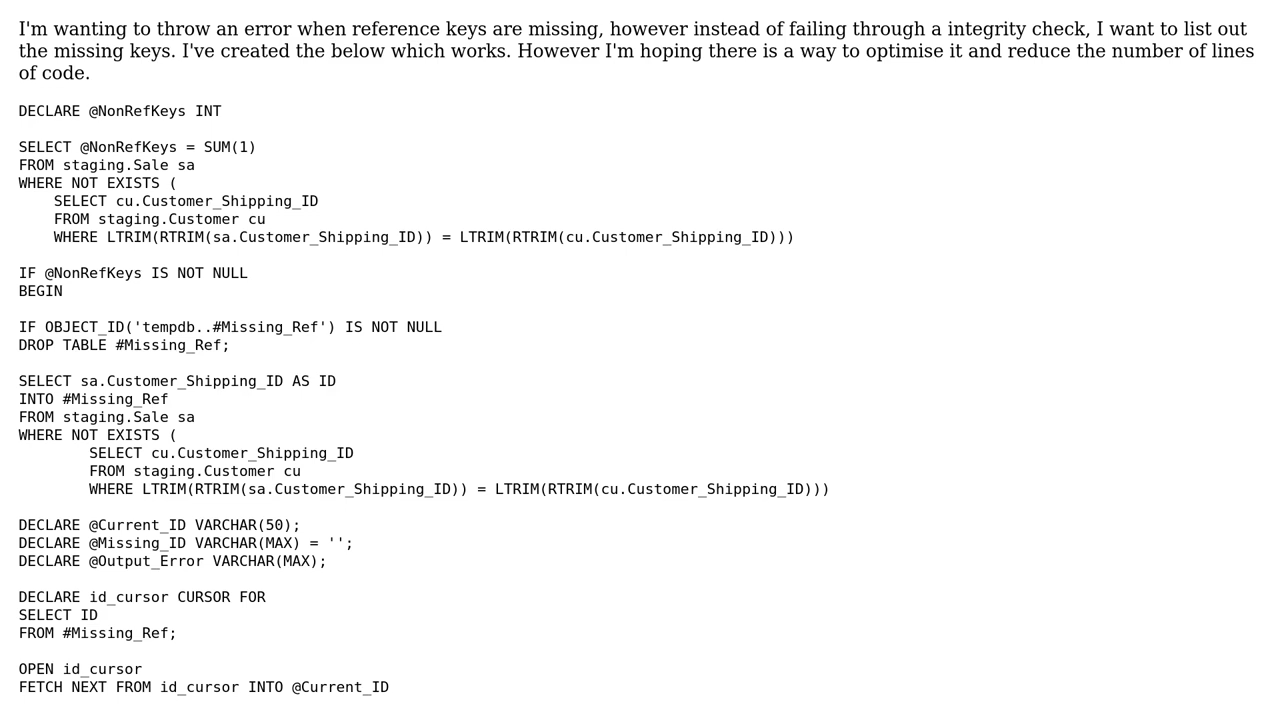 I'm wanting to throw an error when reference keys are missing, however instead of failing through a integrity check, I want to list out
the missing keys. I've created the below which works. However I'm hoping there is a way to optimise it and reduce the number of lines
of code.
DECLARE @NonRefKeys INT
SELECT @NonRefKeys = SUM(1)
FROM staging.Sale sa
WHERE NOT EXISTS (
    SELECT cu.Customer_Shipping_ID
    FROM staging.Customer cu
    WHERE LTRIM(RTRIM(sa.Customer_Shipping_ID)) = LTRIM(RTRIM(cu.Customer_Shipping_ID)))
IF @NonRefKeys IS NOT NULL
BEGIN
IF OBJECT_ID('tempdb..#Missing_Ref') IS NOT NULL
DROP TABLE #Missing_Ref;
SELECT sa.Customer_Shipping_ID AS ID
INTO #Missing_Ref
FROM staging.Sale sa
WHERE NOT EXISTS (
        SELECT cu.Customer_Shipping_ID
        FROM staging.Customer cu
        WHERE LTRIM(RTRIM(sa.Customer_Shipping_ID)) = LTRIM(RTRIM(cu.Customer_Shipping_ID)))
DECLARE @Current_ID VARCHAR(50);
DECLARE @Missing_ID VARCHAR(MAX) = '';
DECLARE @Output_Error VARCHAR(MAX);
DECLARE id_cursor CURSOR FOR
SELECT ID
FROM #Missing_Ref;
OPEN id_cursor
FETCH NEXT FROM id_cursor INTO @Current_ID